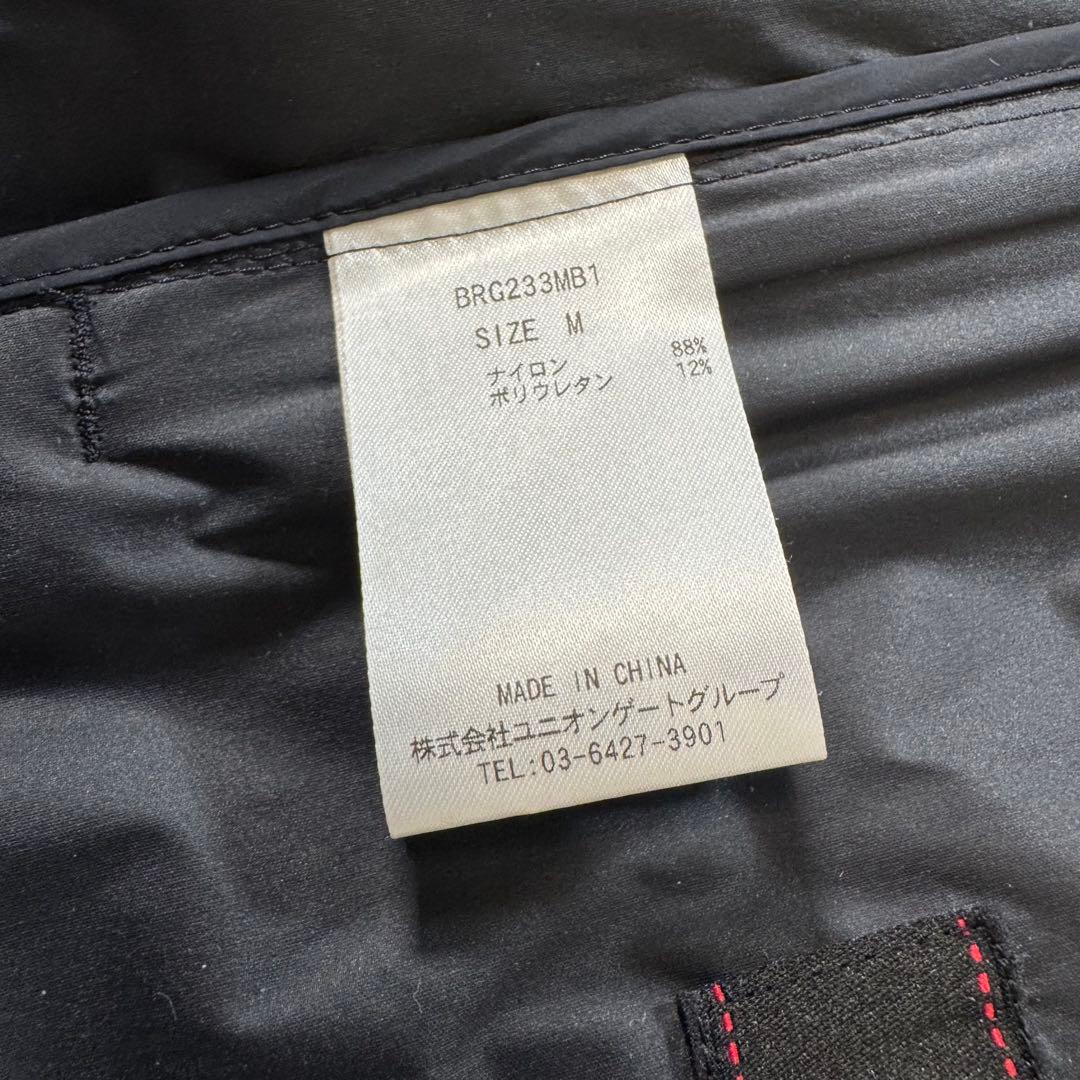 BRG233MB1
SIZE M
ナイロン 88%
ポリウレタン 12%
MADE IN CHINA
株式会社ユニオンゲートグループ
TEL:03-6427-3901